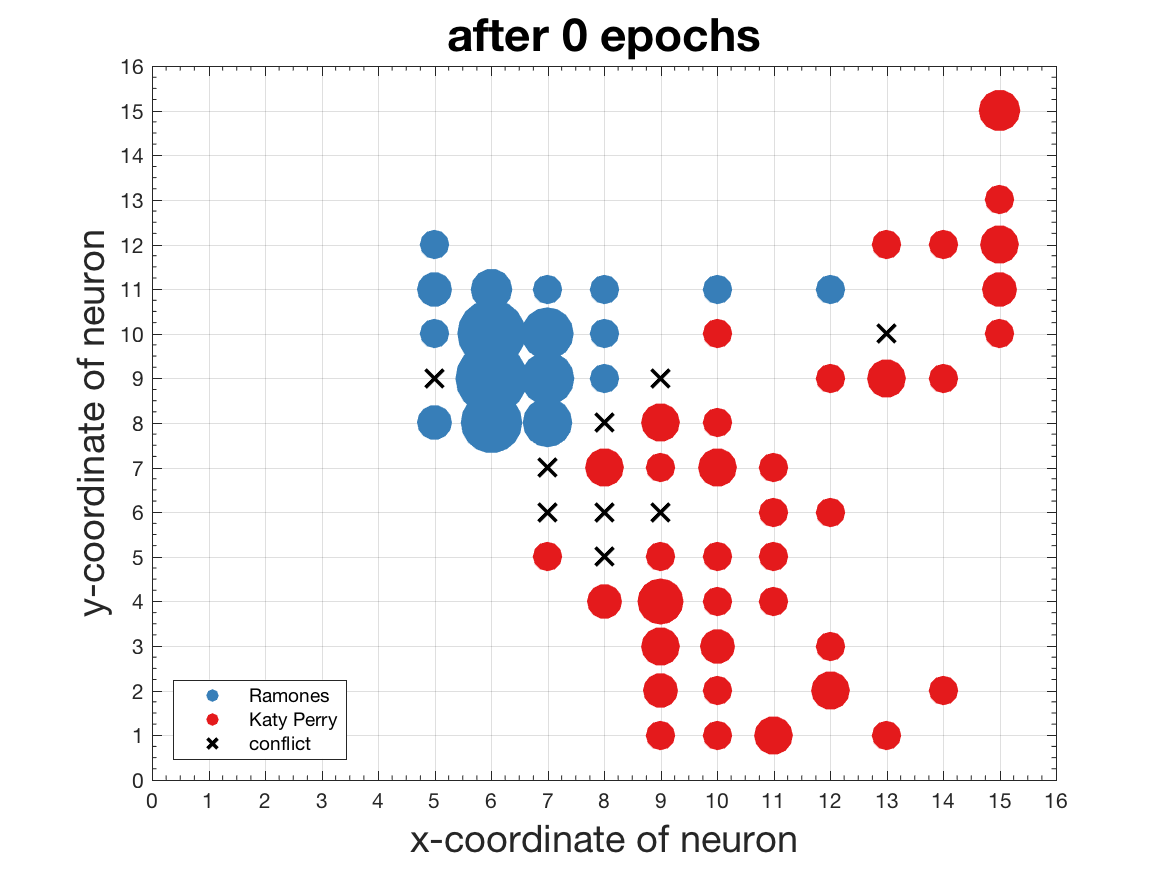 after 0 epochs
16
15
14
13
12
11
10
9
8
7
6
5
4
3
2
1
0
y-coordinate of neuron
Ramones
Katy Perry
conflict
0 1 2 3 4 5 6 7 8 9 10 11 12 13 14 15 16
x-coordinate of neuron